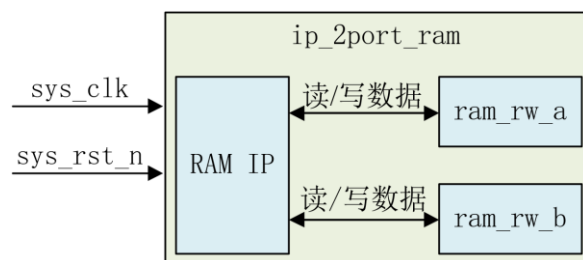 ip_2port_ram
sys_clk
sys_rst_n
RAM IP
读/写数据
ram_rw_a
读/写数据
ram_rw_b